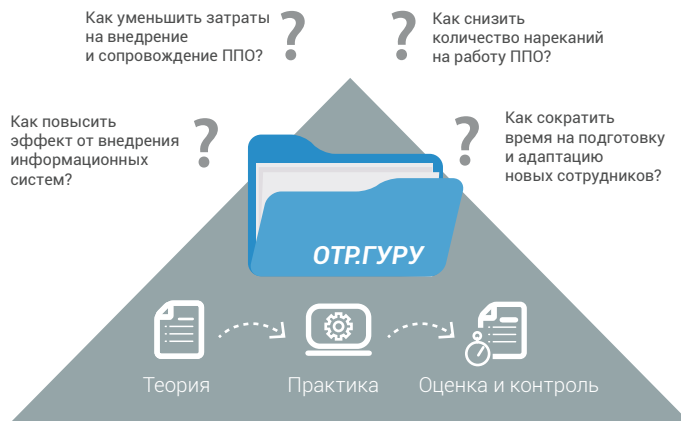 Как уменьшить затраты
на внедрение
и сопровождение ППО?
?
?
Как снизить
количество нареканий
на работу ППО?
Как повысить
эффект от внедрения
информационных
систем?
?
?
Как сократить
время на подготовку
и адаптацию
новых сотрудников?
ОТР.ГУРУ
Теория
Практика
Оценка и контроль